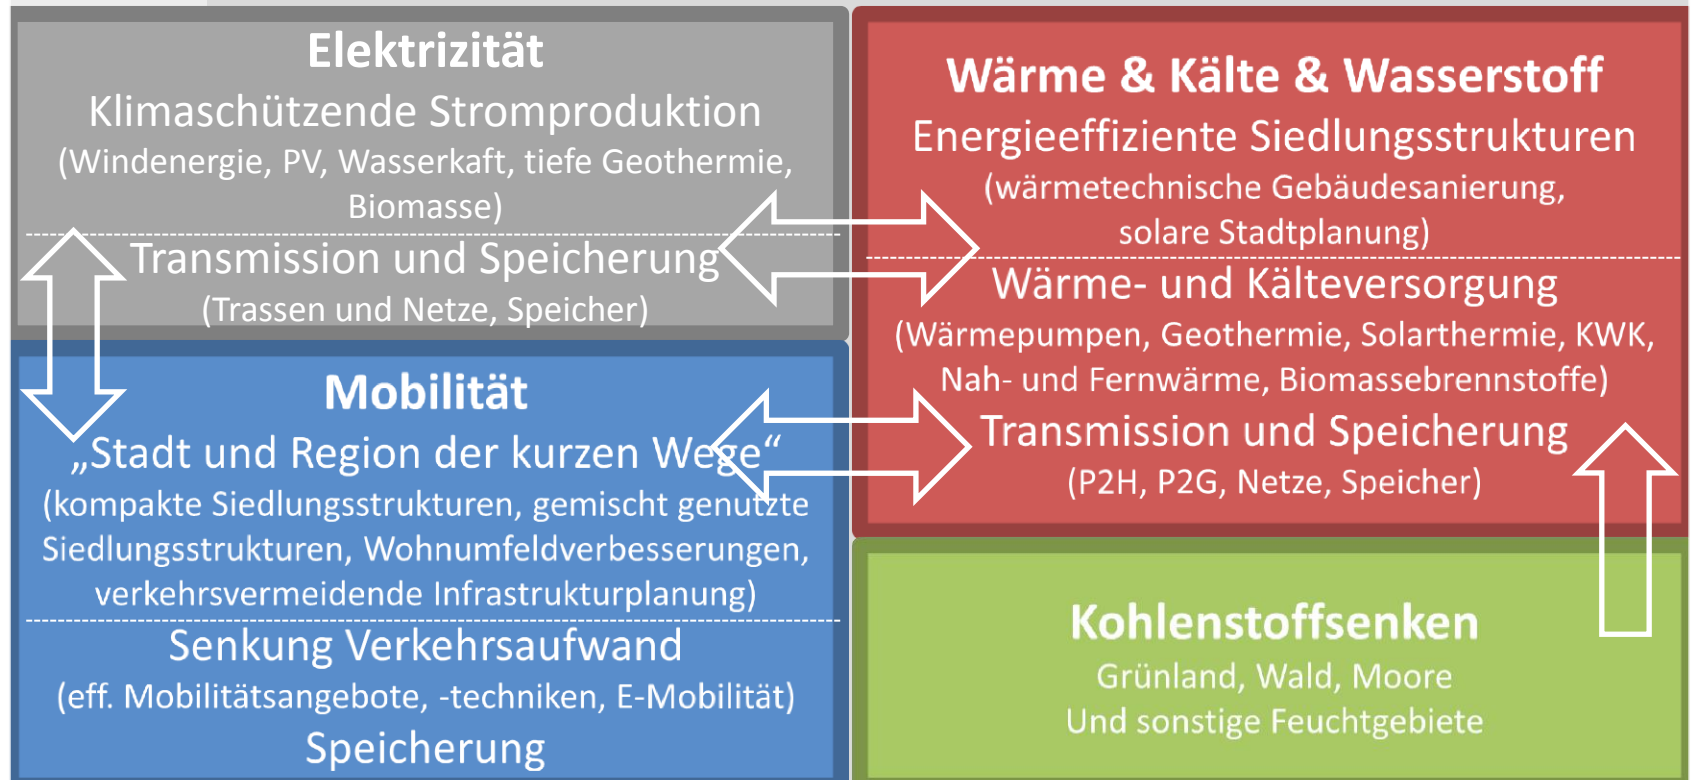 Elektrizität
Klimaschützende Stromproduktion
(Windenergie, PV, Wasserkaft, tiefe Geothermie,
Biomasse)
Transmission und Speicherung
(Trassen und Netze, Speicher)
Mobilität
„Stadt und Region der kurzen Wege“
(kompakte Siedlungsstrukturen, gemischt genutzte
Siedlungsstrukturen, Wohnumfeldverbesserungen,
verkehrsvermeidende Infrastrukturplanung)
Senkung Verkehrsaufwand
(eff. Mobilitätsangebote, -techniken, E-Mobilität)
Speicherung
Wärme & Kälte & Wasserstoff
Energieeffiziente Siedlungsstrukturen
(wärmetechnische Gebäudesanierung,
solare Stadtplanung)
Wärme- und Kälteversorgung
(Wärmepumpen, Geothermie, Solarthermie, KWK,
Nah- und Fernwärme, Biomassebrennstoffe)
Transmission und Speicherung
(P2H, P2G, Netze, Speicher)
Kohlenstoffsenken
Grünland, Wald, Moore
Und sonstige Feuchtgebiete